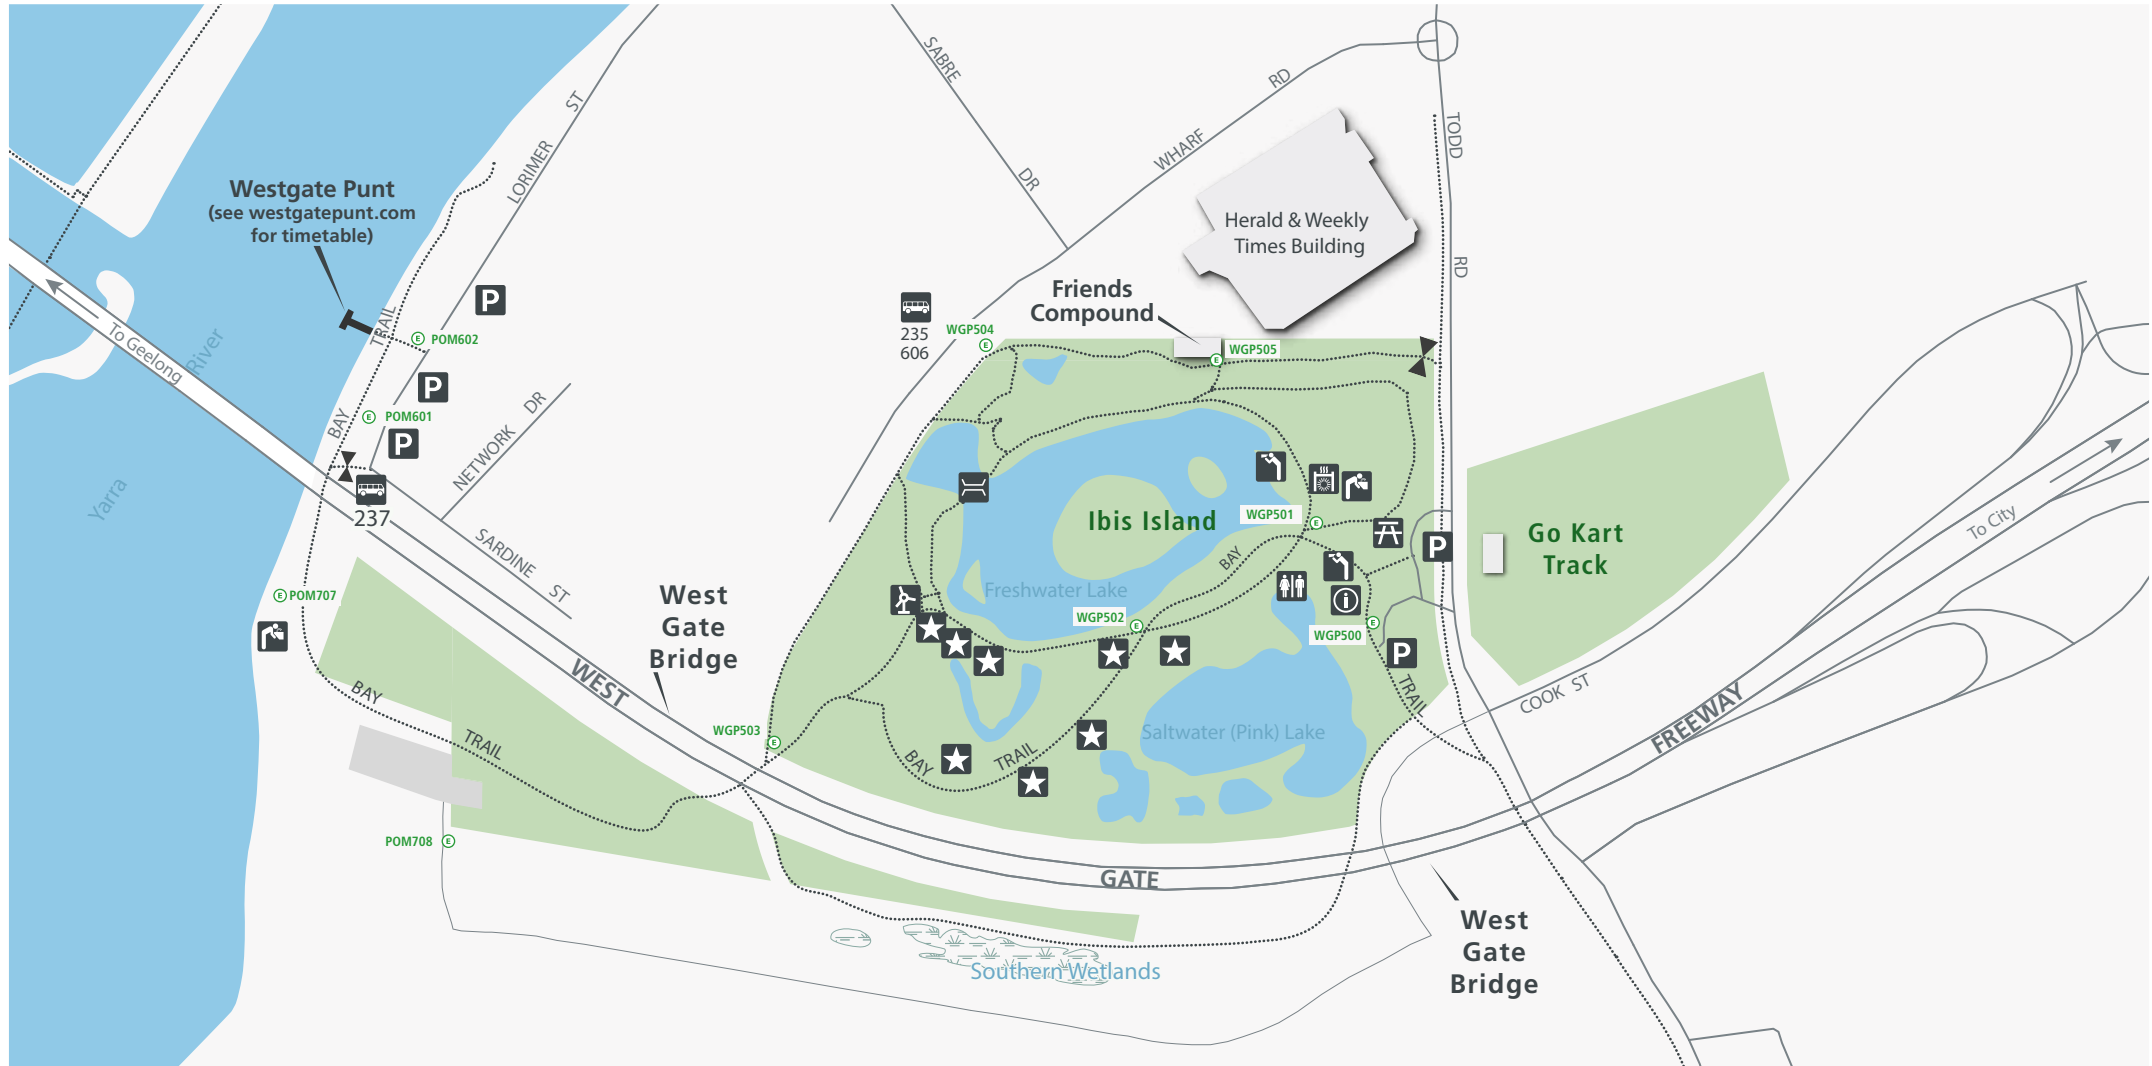 SABRE
DR
WHARF
RD
TODD
RD
LORIMER
ST
Westgate Punt
(see westgatepunt.com
for timetable)
Herald & Weekly
Times Building
Friends
Compound
P
To Geelong
River
Yarra
TRAIL
BAY
E POM602
P
E POM601
P
237
NETWORK
DR
SARDINE
ST
235
606
WGP504
E
WGP505
E
Ibis Island
WGP501
E
BAY
P
Go Kart
Track
To City
Freshwater Lake
WGP502
E
i
WGP500
E
P
TRAIL
E POM707
West
Gate
Bridge
WEST
BAY
TRAIL
WGP503
E
BAY
TRAIL
Saltwater (Pink) Lake
COOK ST
FREEWAY
POM708 E
GATE
Southern Wetlands
West
Gate
Bridge